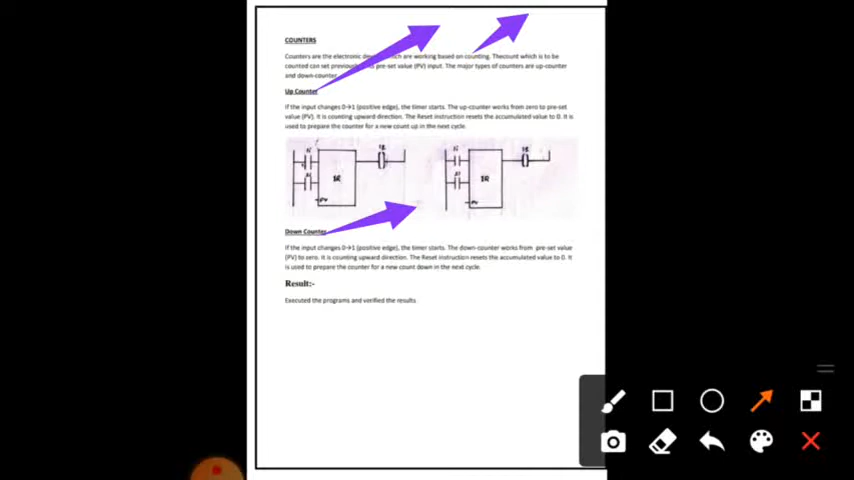 COUNTERS
Counters are the electronic which are working based on counting. Thecount which is to be
counted can set previously pre-set value (PV) input. The major types of counters are up-counter
and down-counter
Up Counter
If the input changes 0→1 (positive edge), the timer starts. The up-counter works from zero to pre-set
value (PV). It is counting upward direction. The Reset instruction resets the accumulated value to 0. It is
used to prepare the counter for a new count up in the next cycle.
Down Counter
If the input changes 0→1 (positive edge), the timer starts. The down-counter works from pre-set value
(PV) to zero. It is counting upward direction. The Reset instruction resets the accumulated value to 0. It
is used to prepare the counter for a new count down in the next cycle.
Result:-
Executed the programs and verified the results